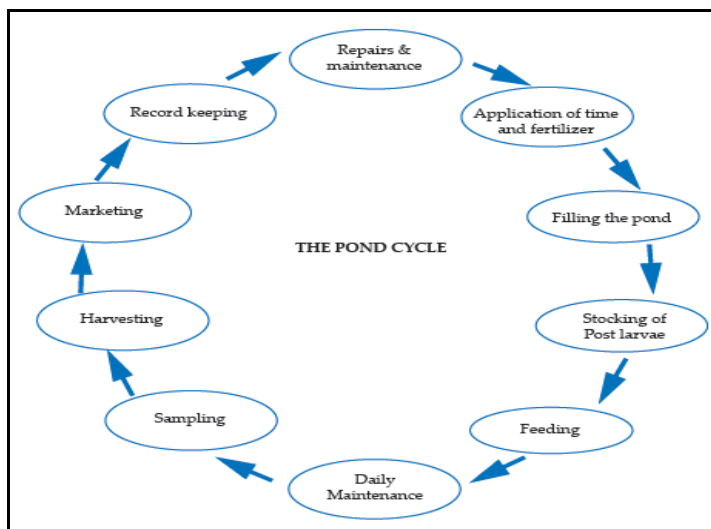 Repairs &
maintenance
Application of time
and fertilizer
Filling the pond
Stocking of
Post larvae
Feeding
Daily
Maintenance
Sampling
Harvesting
Marketing
Record keeping
THE POND CYCLE